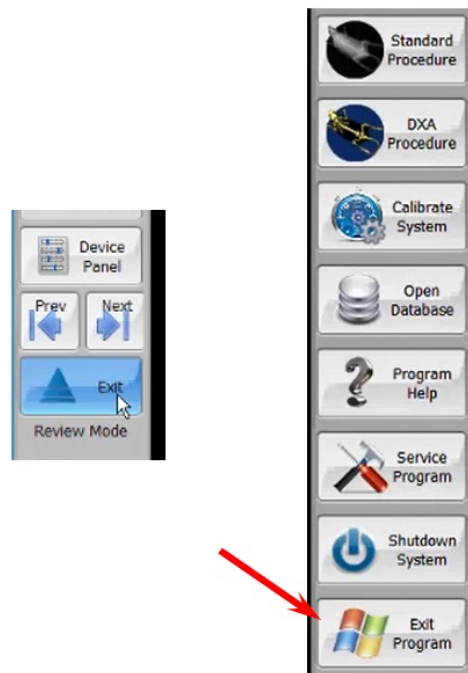 Device
Panel
Prev
Next
Exit
Review Mode
Standard
Procedure
DXA
Procedure
Calibrate
System
Open
Database
Program
Help
Service
Program
Shutdown
System
Exit
Program